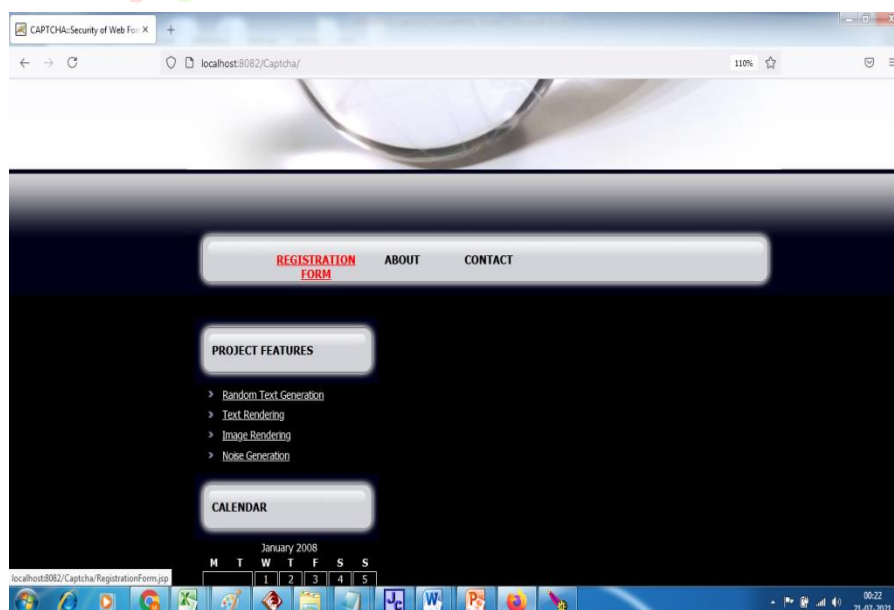 CAPTCHA::Security of Web For
localhost:8082/Captcha/
110%
REGISTRATION
FORM
ABOUT
CONTACT
PROJECT FEATURES
Random Text Generation
Text Rendering
Image Rendering
Noise Generation
CALENDAR
January 2008
M T W T F S S
1 2 3 4 5
localhost:8082/Captcha/RegistrationForm.jsp
00:22